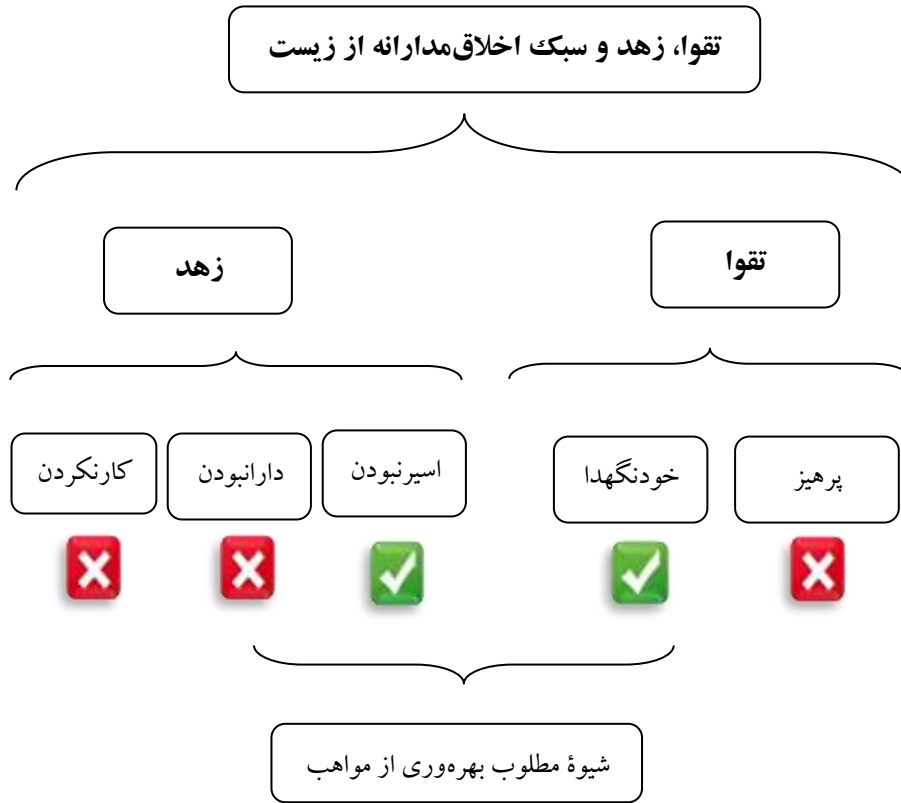 تقوا، زهد و سبک اخلاق‌مدارانه از زیست
تقوا
زهد
پرهیز
خودنگهدا
اسیرنبودن
دارانبودن
کارنکردن
شیوۀ مطلوب بهره‌وری از مواهب